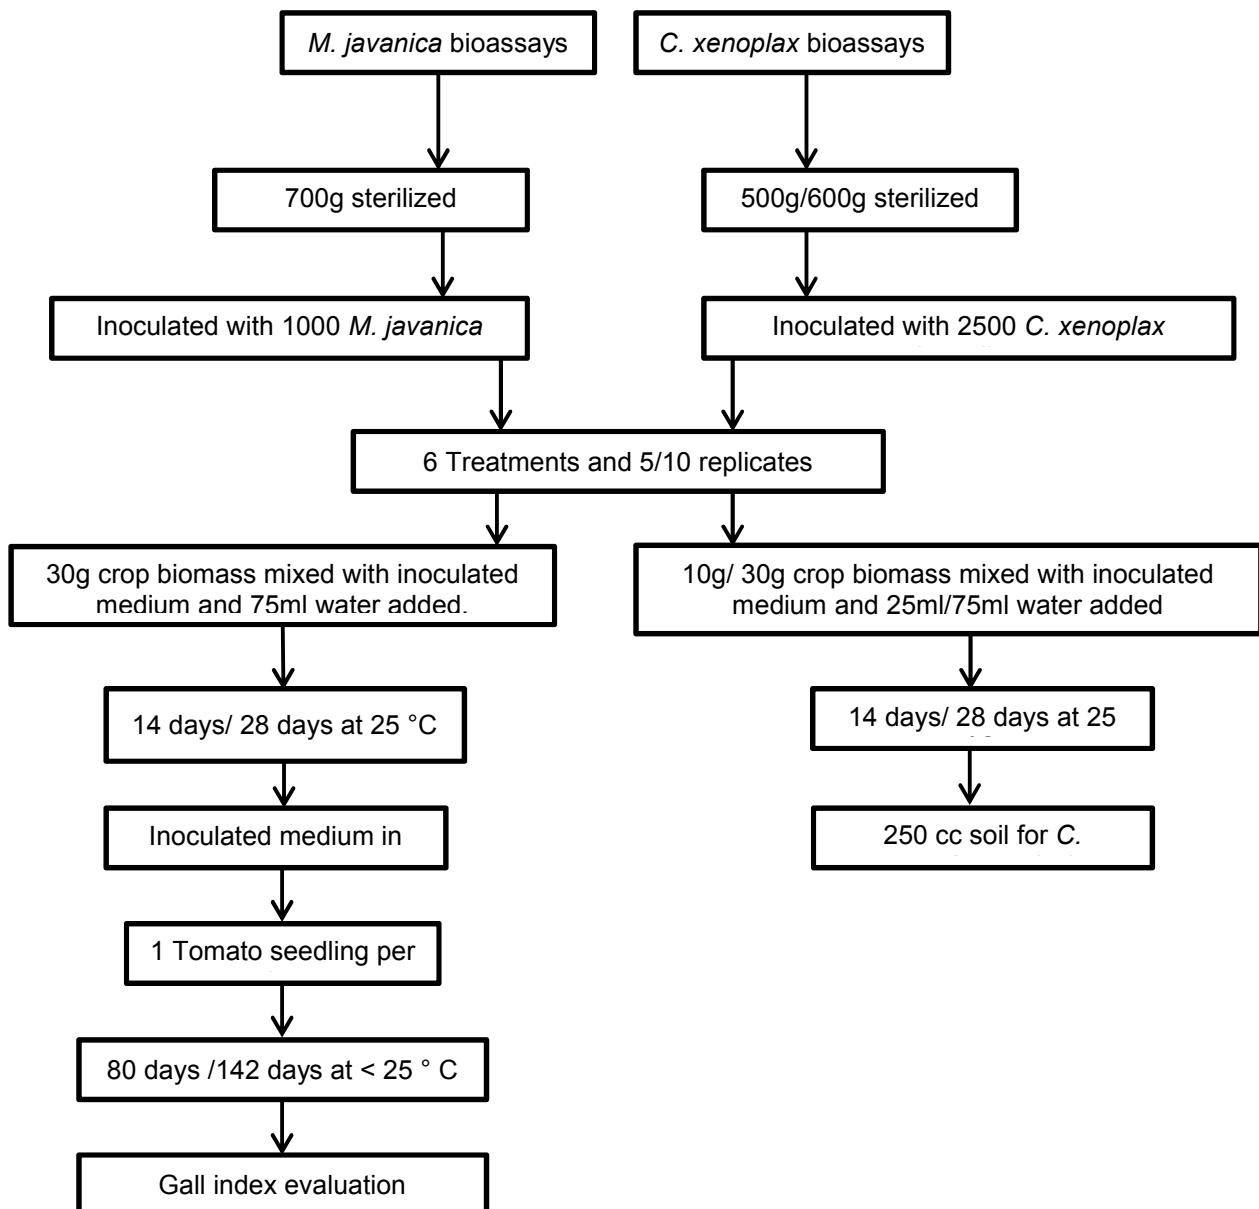 M. javanica bioassays
C. xenoplax bioassays
700g sterilized
500g/600g sterilized
Inoculated with 1000 M. javanica
Inoculated with 2500 C. xenoplax
6 Treatments and 5/10 replicates
30g crop biomass mixed with inoculated
medium and 75ml water added.
10g/ 30g crop biomass mixed with inoculated
medium and 25ml/75ml water added
14 days/ 28 days at 25 °C
14 days/ 28 days at 25
Inoculated medium in
250 cc soil for C.
1 Tomato seedling per
80 days /142 days at < 25 ° C
Gall index evaluation